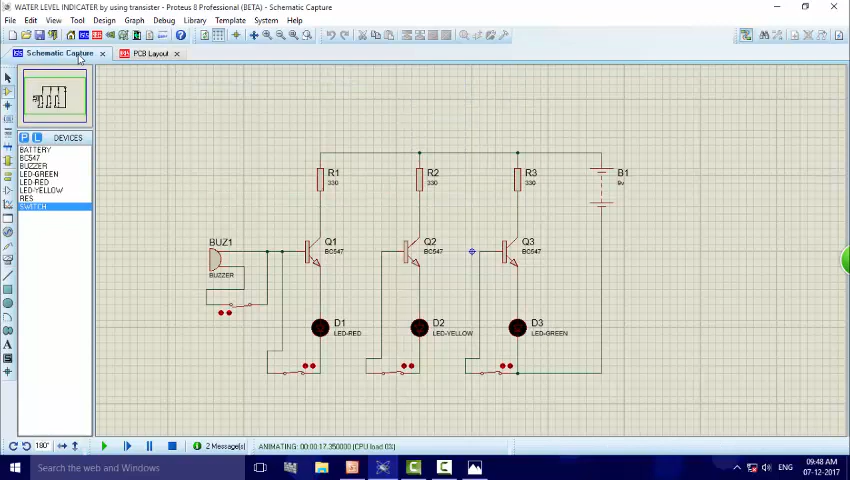 WATER LEVEL INDICATER by using transister - Proteus 8 Professional (BETA) - Schematic Capture
File Edit View Tool Design Graph Debug Library Template System Help
Schematic Capture PCB Layout
P L DEVICES
BATTERY
BC547
BUZZER
LED-GREEN
LED-RED
LED-YELLOW
RES
SWITCH
R1
330
R2
330
R3
330
B1
9v
BUZ1
BUZZER
Q1
BC547
Q2
BC547
Q3
BC547
D1
LED-RED
D2
LED-YELLOW
D3
LED-GREEN
180° 2 Message(s) ANIMATING: 00:00:17.350000 (CPU load 0%)
Search the web and Windows
ENG
09:48 AM
07-12-2017